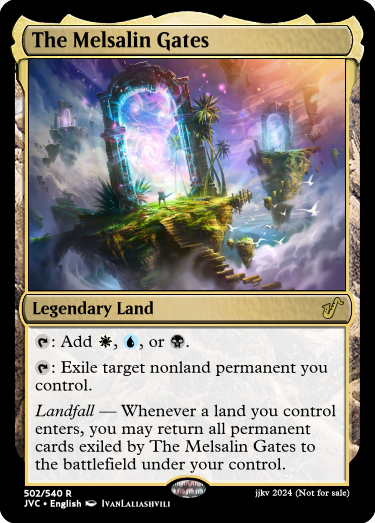 The Melsalin Gates
Legendary Land
: Add , , or .
: Exile target nonland permanent you
control.
Landfall — Whenever a land you control
enters, you may return all permanent
cards exiled by The Melsalin Gates to
the battlefield under your control.
502/540 R
JVC • English IvanLaliashvili
jjkv 2024 (Not for sale)